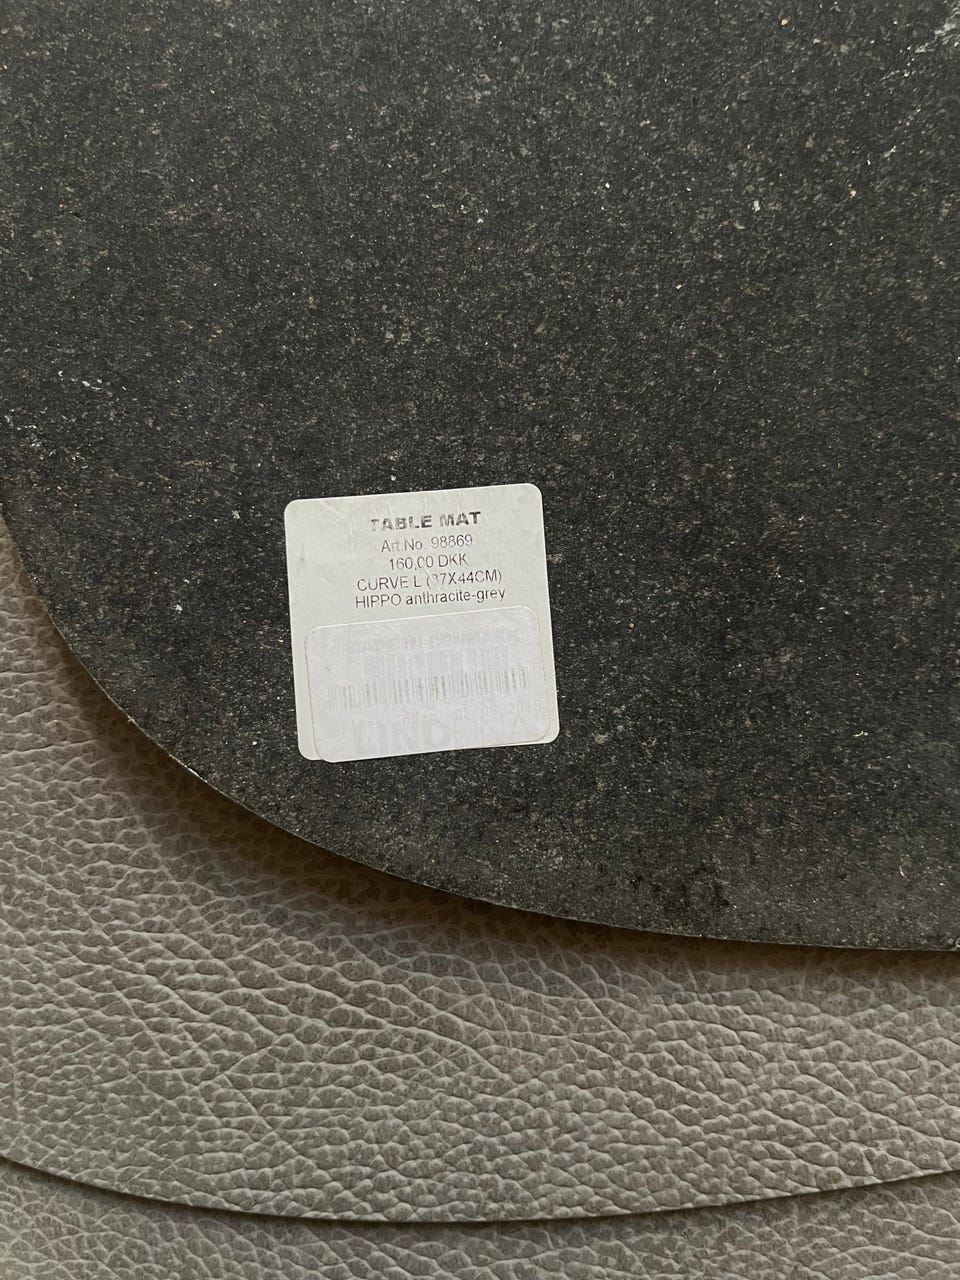 TABLE MAT
Art.No. 98869
160,00 DKK
CURVE L (37X44CM)
HIPPO anthracite-grey